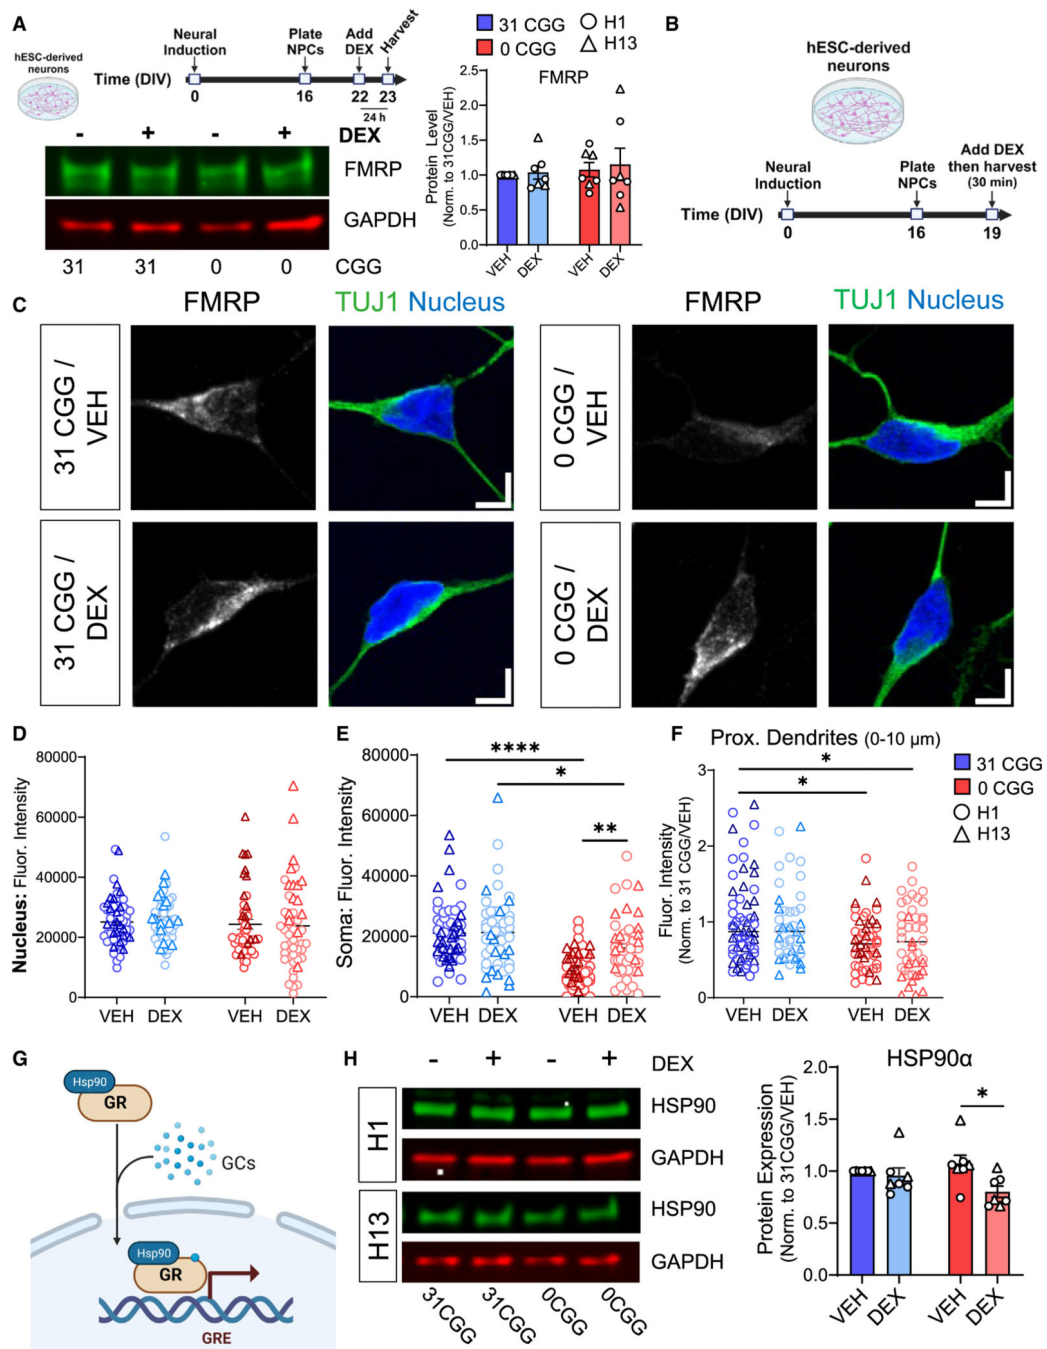 A
hESC-derived
neurons
Neural
Induction
Plate
NPCs
Add
DEX
Harvest
Time (DIV)
0
16
22
23
24 h
- + - + DEX
FMRP
GAPDH
31 31 0 0 CGG
31 CGG
0 CGG
H1
H13
FMRP
Protein Level
(Norm. to 31CGG/VEH)
2.5
2.0
1.5
1.0
0.5
0.0
VEH
DEX
VEH
DEX
B
hESC-derived
neurons
Neural
Induction
Plate
NPCs
Add DEX
then harvest
(30 min)
Time (DIV)
0
16
19
C
FMRP
TUJ1 Nucleus
FMRP
TUJ1 Nucleus
31 CGG /
VEH
0 CGG /
VEH
31 CGG /
DEX
0 CGG /
DEX
D
Nucleus: Fluor. Intensity
80000
60000
40000
20000
0
VEH DEX VEH DEX
E
Soma: Fluor. Intensity
80000
60000
40000
20000
0
****
*
**
VEH DEX VEH DEX
F
Prox. Dendrites (0-10 µm)
Fluor. Intensity
(Norm. to 31 CGG/VEH)
3
2
1
0
*
*
VEH DEX VEH DEX
31 CGG
0 CGG
H1
H13
G
Hsp90
GR
GCs
Hsp90
GR
GRE
H
- + - + DEX
H1
HSP90
GAPDH
H13
HSP90
GAPDH
31CGG
31CGG
0CGG
0CGG
HSP90α
Protein Expression
(Norm. to 31CGG/VEH)
2.0
1.5
1.0
0.5
0.0
*
VEH
DEX
VEH
DEX